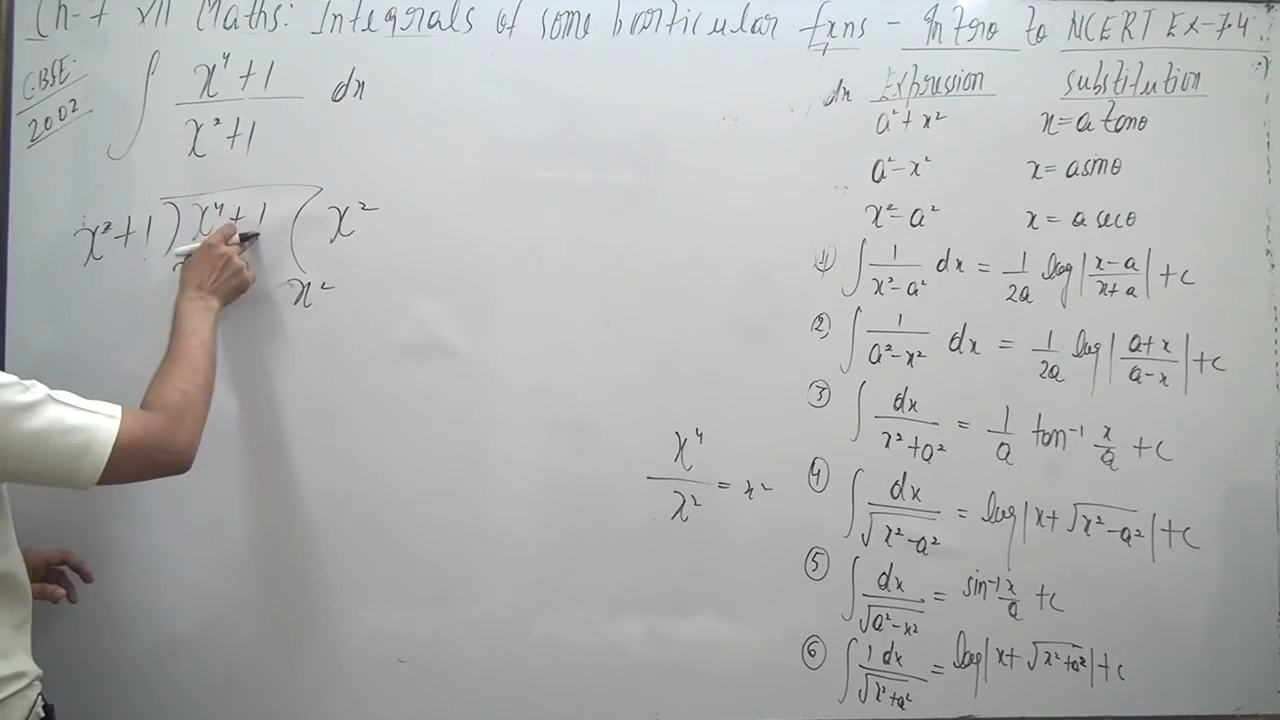 Ch-7 XII Maths: Integrals of some particular fxns - Intro to NCERT EX-7.4.
CBSE 2002
∫ x⁴+1 / x²+1 dx
x²+1 ) x⁴+1 ( x²
x²
x⁴ / x² = x²
dn Expression Substitution
a²+x² x=a tanθ
a²-x² x=asinθ
x²-a² x=a secθ
1) ∫ 1/x²-a² dx = 1/2a log|x-a/x+a|+c
2) ∫ 1/a²-x² dx = 1/2a log|a+x/a-x|+c
3 ∫ dx/x²+a² = 1/a tan⁻¹ x/a +c
4 ∫ dx/√x²-a² = log|x+√x²-a²|+c
5 ∫ dx/√a²-x² = sin⁻¹ x/a +c
6 ∫ 1dx/√x²+a² = log|x+√x²+a²|+c